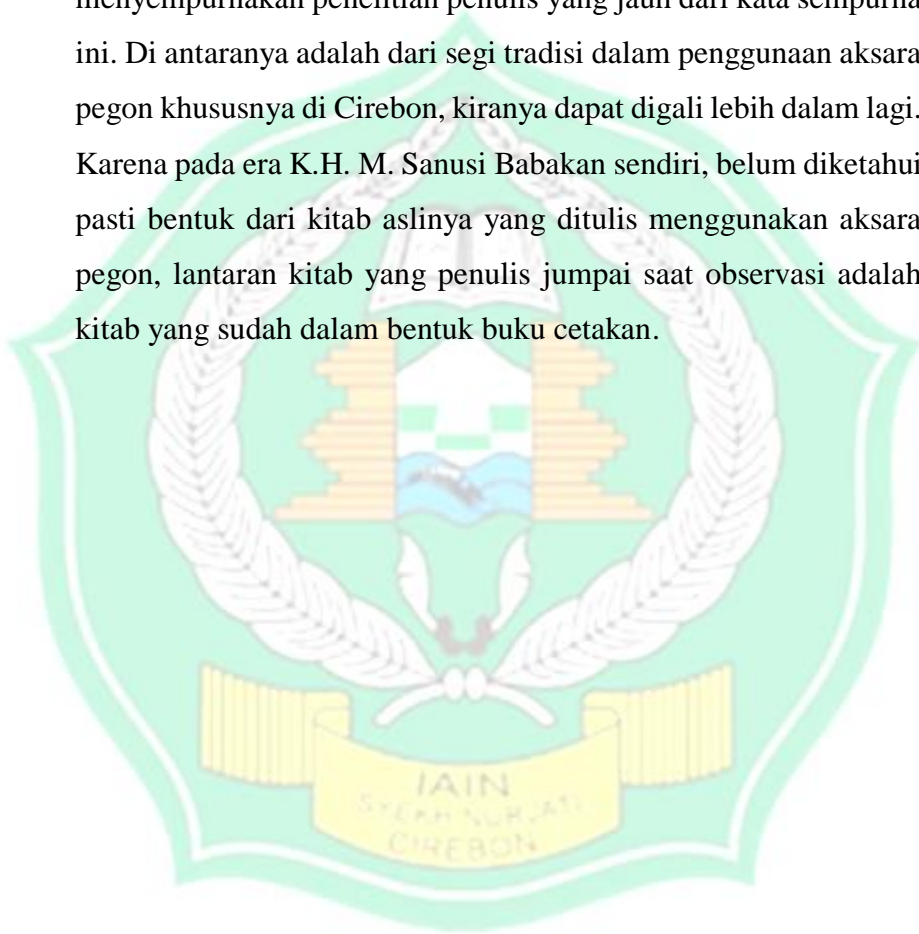 menyempurnakan penelitian penulis yang jauh dari kata sempurna
ini. Di antaranya adalah dari segi tradisi dalam penggunaan aksara
pegon khususnya di Cirebon, kiranya dapat digali lebih dalam lagi.
Karena pada era K.H. M. Sanusi Babakan sendiri, belum diketahui
pasti bentuk dari kitab aslinya yang ditulis menggunakan aksara
pegon, lantaran kitab yang penulis jumpai saat observasi adalah
kitab yang sudah dalam bentuk buku cetakan.
IAIN
SYEKH NURJATI
CIREBON